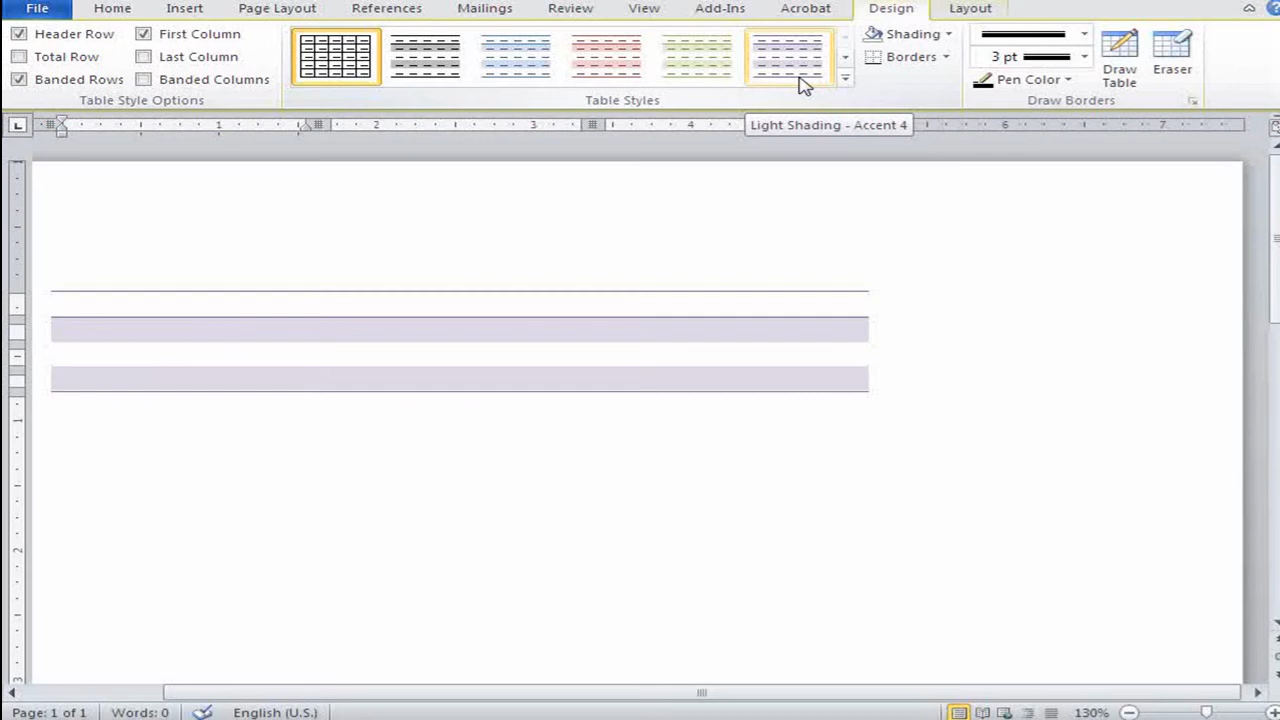 File Home Insert Page Layout References Mailings Review View Add-Ins Acrobat Design Layout
Header Row First Column
Total Row Last Column
Banded Rows Banded Columns
Table Style Options
Table Styles
Shading
Borders
3 pt
Pen Color
Draw Table
Eraser
Draw Borders
1 2 3 4 6 7
Light Shading - Accent 4
1
2
3
Page: 1 of 1 Words: 0 English (U.S.) 130%